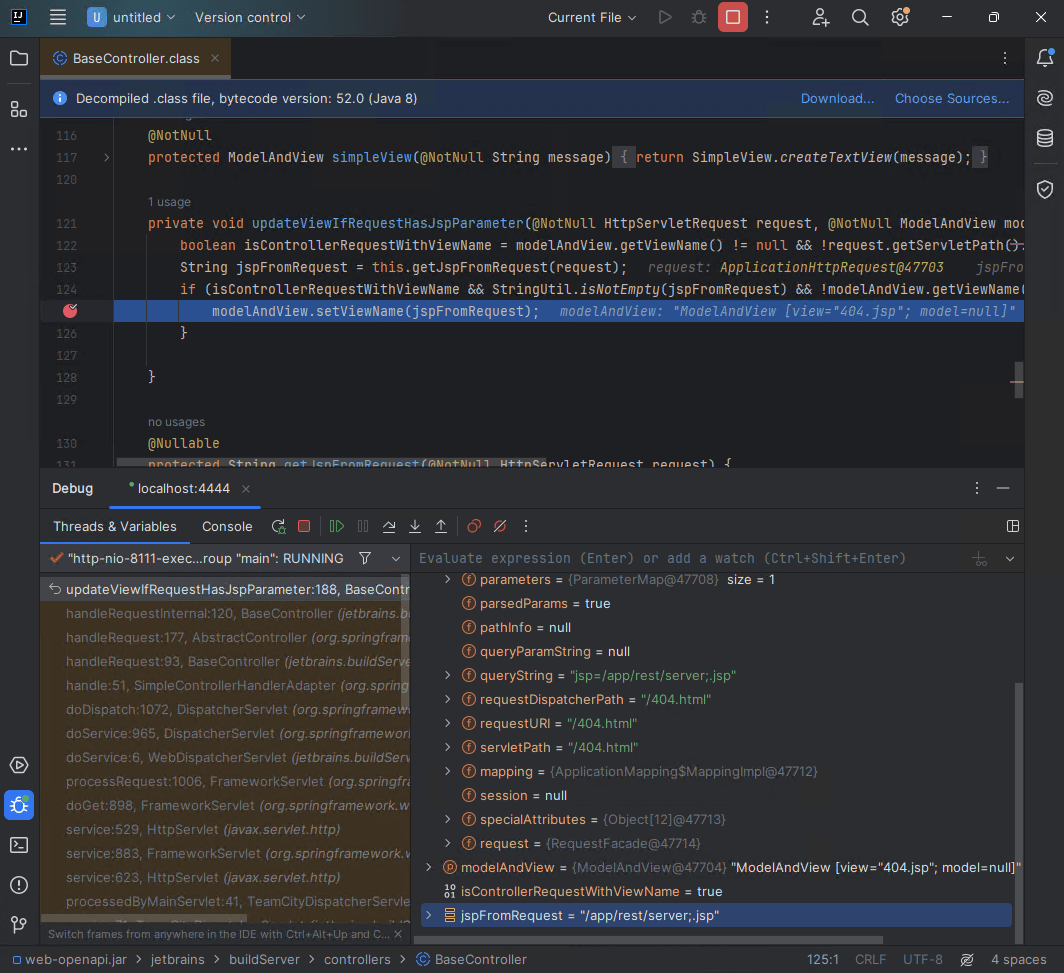 U untitled Version control Current File
BaseController.class
Decompiled .class file, bytecode version: 52.0 (Java 8) Download... Choose Sources...
116 @NotNull
117 protected ModelAndView simpleView(@NotNull String message) { return SimpleView.createTextView(message); }
120
1 usage
121 private void updateViewIfRequestHasJspParameter(@NotNull HttpServletRequest request, @NotNull ModelAndView mod
122 boolean isControllerRequestWithViewName = modelAndView.getViewName() != null && !request.getServletPath().
123 String jspFromRequest = this.getJspFromRequest(request); request: ApplicationHttpRequest@47703 jspFro
124 if (isControllerRequestWithViewName && StringUtil.isNotEmpty(jspFromRequest) && !modelAndView.getViewName(
modelAndView.setViewName(jspFromRequest); modelAndView: "ModelAndView [view="404.jsp"; model=null]"
126 }
127
128 }
129
no usages
130 @Nullable
131 protected String getJspFromRequest(@NotNull HttpServletRequest request) {
Debug localhost:4444
Threads & Variables Console
"http-nio-8111-exec...roup "main": RUNNING
updateViewIfRequestHasJspParameter:188, BaseContr
handleRequestInternal:120, BaseController (jetbrains.bu
handleRequest:177, AbstractController (org.springfram
handleRequest:93, BaseController (jetbrains.buildServe
handle:51, SimpleControllerHandlerAdapter (org.spring
doDispatch:1072, DispatcherServlet (org.springframew
doService:965, DispatcherServlet (org.springframework
doService:6, WebDispatcherServlet (jetbrains.buildServ
processRequest:1006, FrameworkServlet (org.springfra
doGet:898, FrameworkServlet (org.springframework.w
service:529, HttpServlet (javax.servlet.http)
service:883, FrameworkServlet (org.springframework.w
service:623, HttpServlet (javax.servlet.http)
processedByMainServlet:41, TeamCityDispatcherServle
Switch frames from anywhere in the IDE with Ctrl+Alt+Up and C...
Evaluate expression (Enter) or add a watch (Ctrl+Shift+Enter)
parameters = {ParameterMap@47708} size = 1
parsedParams = true
pathInfo = null
queryParamString = null
queryString = "jsp=/app/rest/server;.jsp"
requestDispatcherPath = "/404.html"
requestURI = "/404.html"
servletPath = "/404.html"
mapping = {ApplicationMapping$MappingImpl@47712}
session = null
specialAttributes = {Object[12]@47713}
request = {RequestFacade@47714}
modelAndView = {ModelAndView@47704} "ModelAndView [view="404.jsp"; model=null]"
isControllerRequestWithViewName = true
jspFromRequest = "/app/rest/server;.jsp"
web-openapi.jar jetbrains buildServer controllers BaseController 125:1 CRLF UTF-8 4 spaces